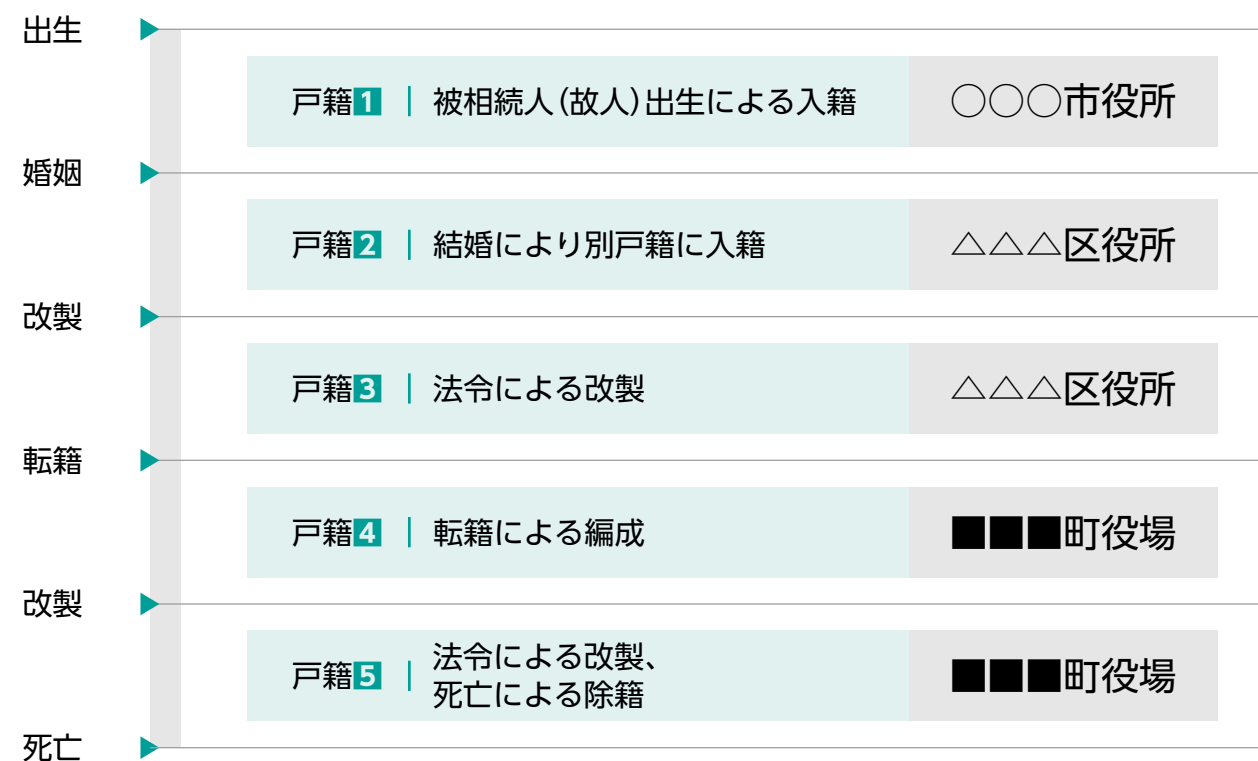 出生
戸籍1 | 被相続人(故人)出生による入籍 ○○○市役所
婚姻
戸籍2 | 結婚により別戸籍に入籍 △△△区役所
改製
戸籍3 | 法令による改製 △△△区役所
転籍
戸籍4 | 転籍による編成 ■■■町役場
改製
戸籍5 | 法令による改製、
死亡による除籍 ■■■町役場
死亡